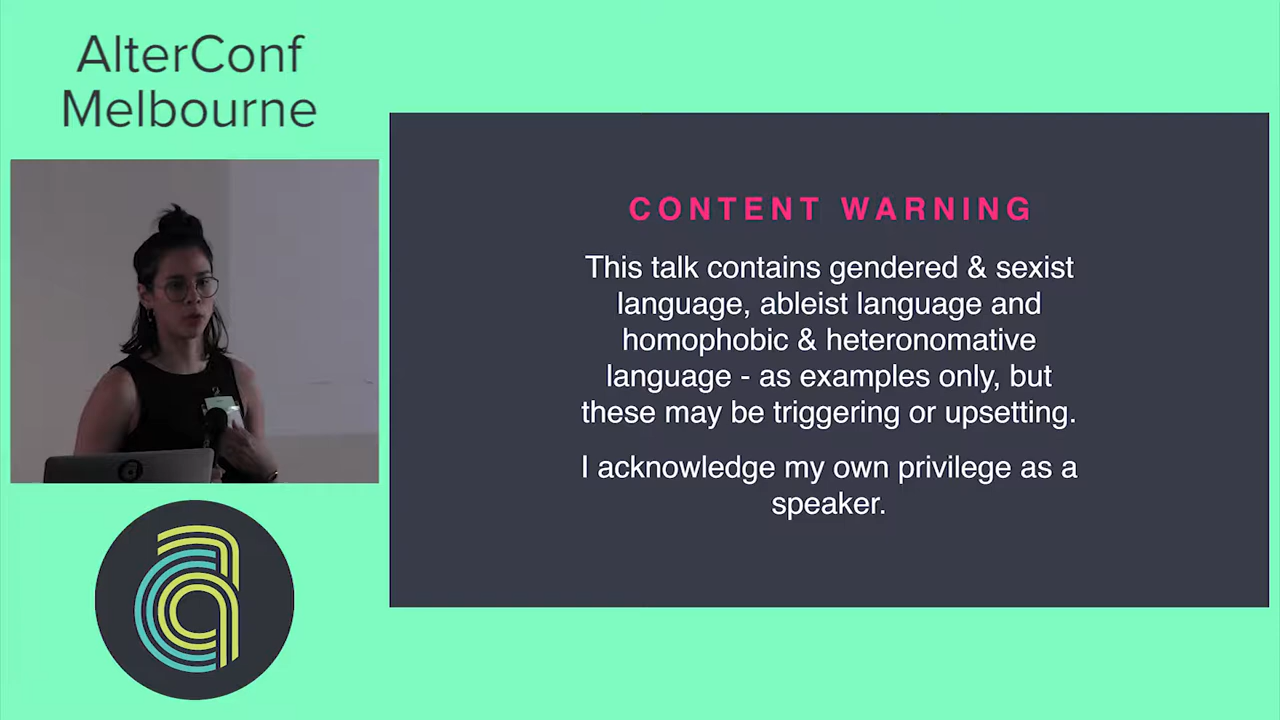 AlterConf
Melbourne
CONTENT WARNING
This talk contains gendered & sexist
language, ableist language and
homophobic & heteronomative
language - as examples only, but
these may be triggering or upsetting.
I acknowledge my own privilege as a
speaker.